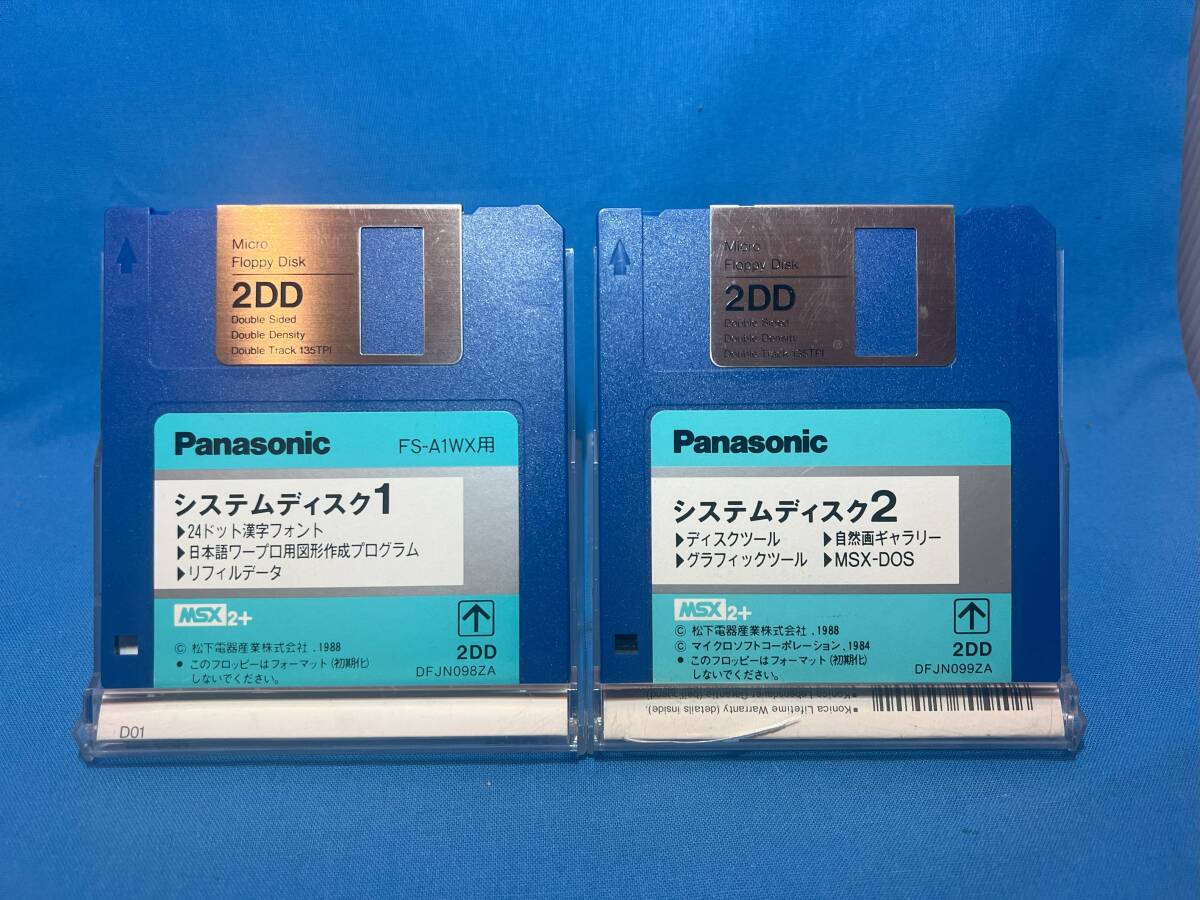 Micro
Floppy Disk
2DD
Double Sided
Double Density
Double Track 135TPI
Panasonic FS-A1WX用
システムディスク1
▶24ドット漢字フォント
▶日本語ワープロ用図形作成プログラム
▶リフィルデータ
MSX 2+
© 松下電器産業株式会社 . 1988
● このフロッピーはフォーマット(初期化)
しないでください。
2DD
DFJN098ZA
D01
Micro
Floppy Disk
2DD
Double Sided
Double Density
Double Track 135TPI
Panasonic
システムディスク2
▶ディスクツール ▶自然画ギャラリー
▶グラフィックツール ▶MSX-DOS
MSX 2+
© 松下電器産業株式会社 . 1988
© マイクロソフトコーポレーション . 1984
● このフロッピーはフォーマット(初期化)
しないでください。
2DD
DFJN099ZA
*Konica Lifetime Warranty (details inside).